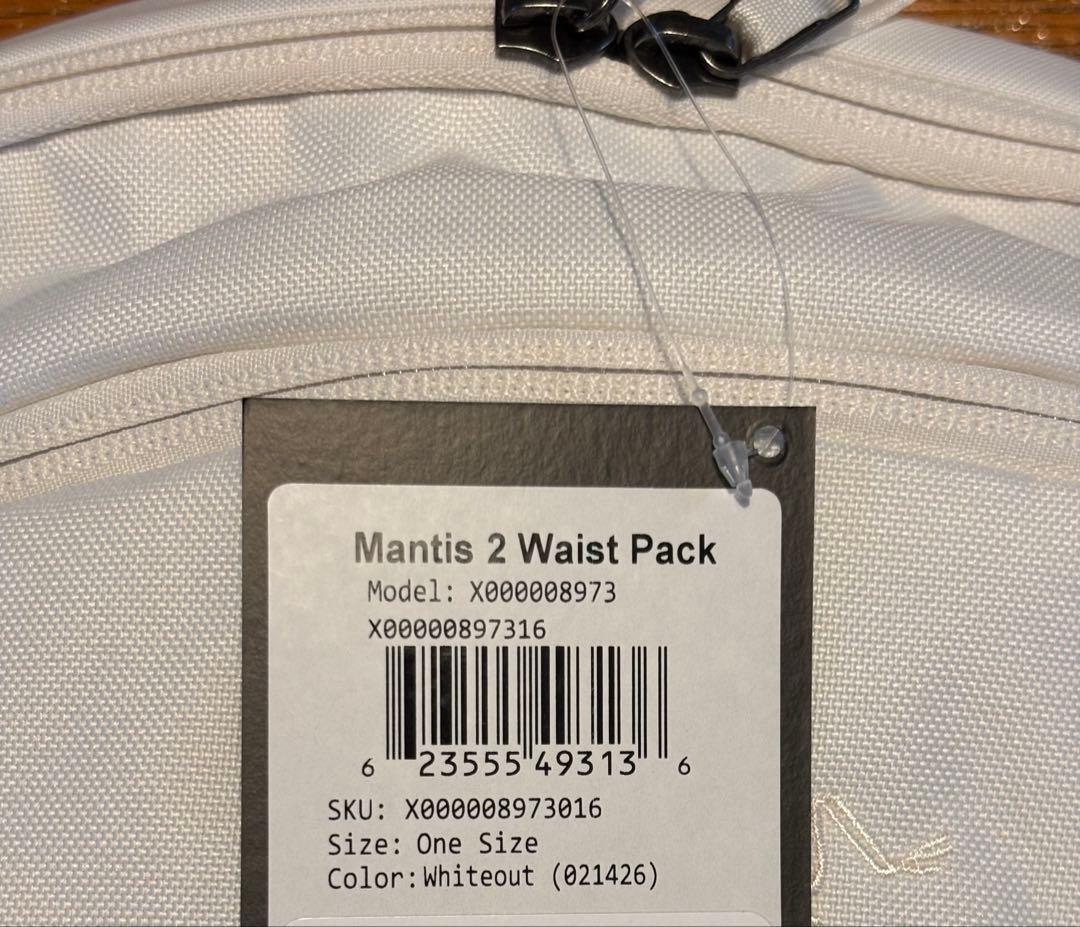 Mantis 2 Waist Pack
Model: X000008973
X00000897316
6 23555 49313 6
SKU: X000008973016
Size: One Size
Color: Whiteout (021426)